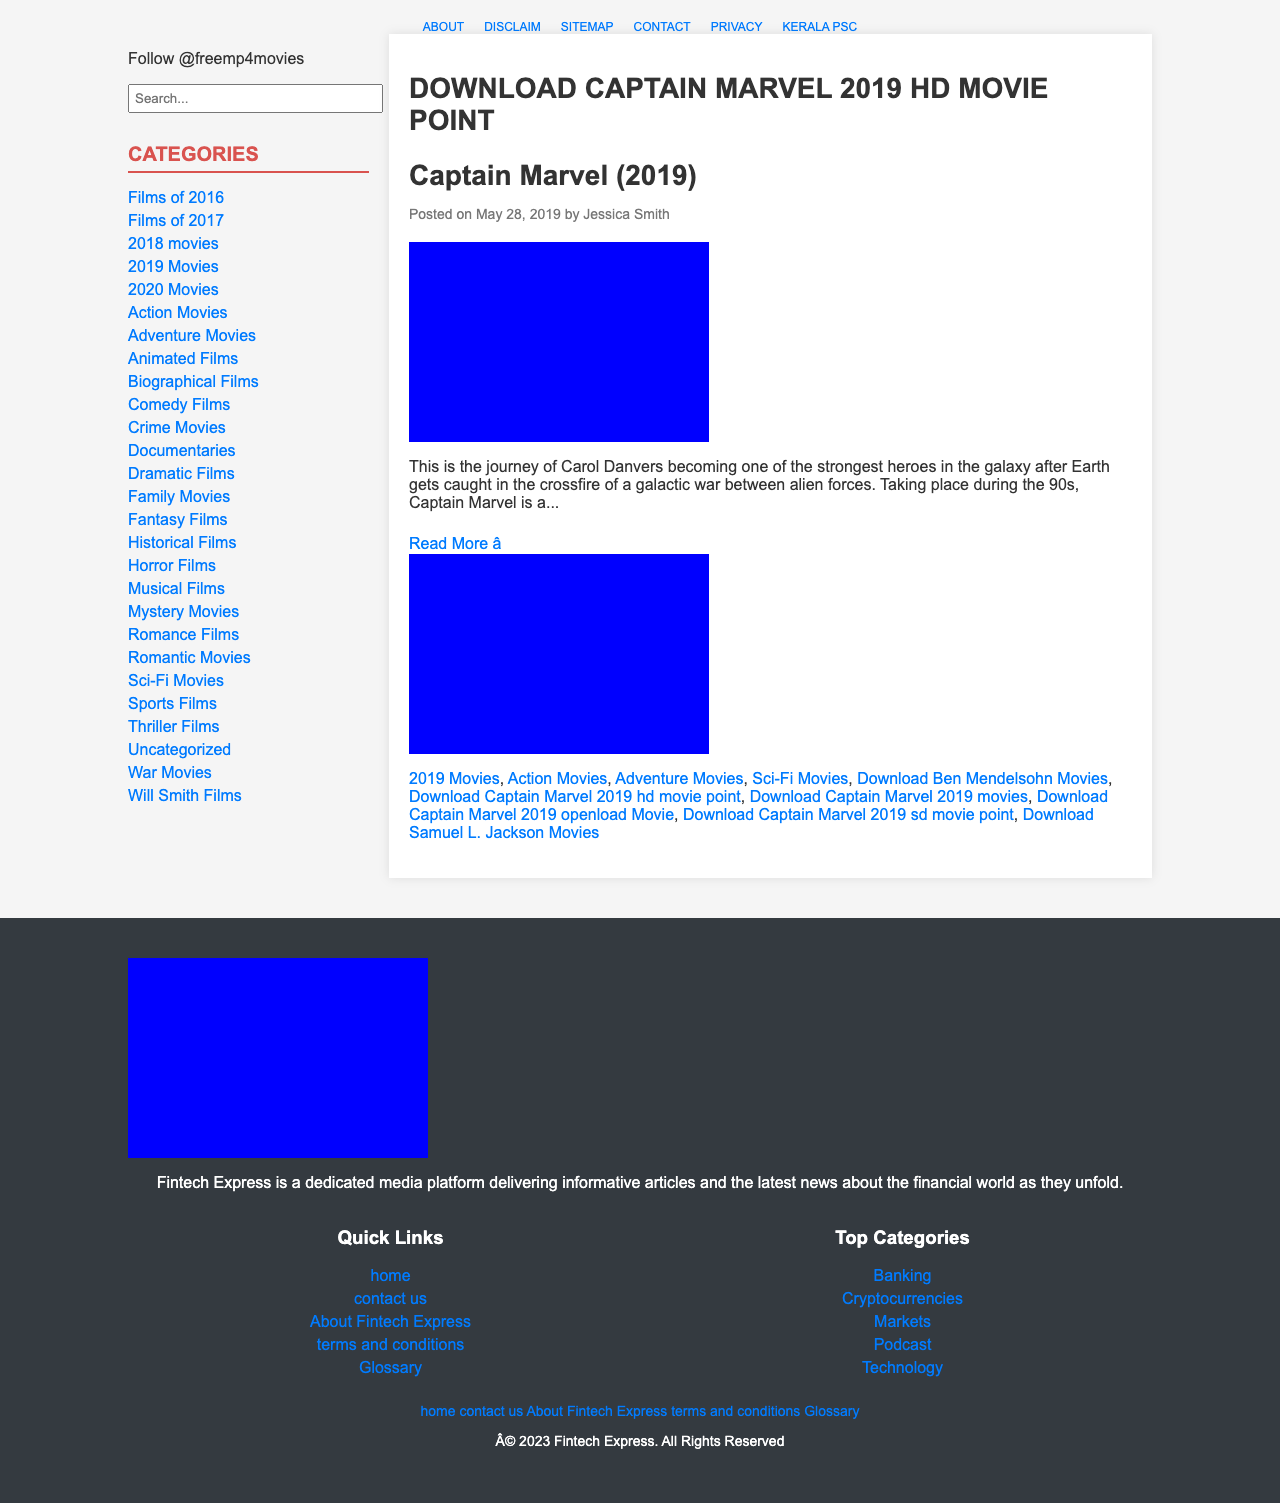 ABOUT DISCLAIM SITEMAP CONTACT PRIVACY KERALA PSC
Follow @freemp4movies
Search...
CATEGORIES
Films of 2016
Films of 2017
2018 movies
2019 Movies
2020 Movies
Action Movies
Adventure Movies
Animated Films
Biographical Films
Comedy Films
Crime Movies
Documentaries
Dramatic Films
Family Movies
Fantasy Films
Historical Films
Horror Films
Musical Films
Mystery Movies
Romance Films
Romantic Movies
Sci-Fi Movies
Sports Films
Thriller Films
Uncategorized
War Movies
Will Smith Films
DOWNLOAD CAPTAIN MARVEL 2019 HD MOVIE
POINT
Captain Marvel (2019)
Posted on May 28, 2019 by Jessica Smith
This is the journey of Carol Danvers becoming one of the strongest heroes in the galaxy after Earth
gets caught in the crossfire of a galactic war between alien forces. Taking place during the 90s,
Captain Marvel is a...
Read More â
2019 Movies, Action Movies, Adventure Movies, Sci-Fi Movies, Download Ben Mendelsohn Movies,
Download Captain Marvel 2019 hd movie point, Download Captain Marvel 2019 movies, Download
Captain Marvel 2019 openload Movie, Download Captain Marvel 2019 sd movie point, Download
Samuel L. Jackson Movies
Fintech Express is a dedicated media platform delivering informative articles and the latest news about the financial world as they unfold.
Quick Links
home
contact us
About Fintech Express
terms and conditions
Glossary
Top Categories
Banking
Cryptocurrencies
Markets
Podcast
Technology
home contact us About Fintech Express terms and conditions Glossary
Â© 2023 Fintech Express. All Rights Reserved